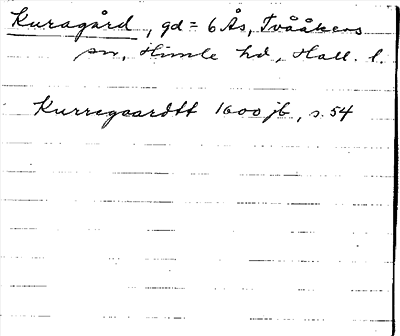 Kuragård, gd = 6 Ås, Tvååkers
sn, Himle hd, Hall. l.
Kurregaardtt 1600 jb, s. 54